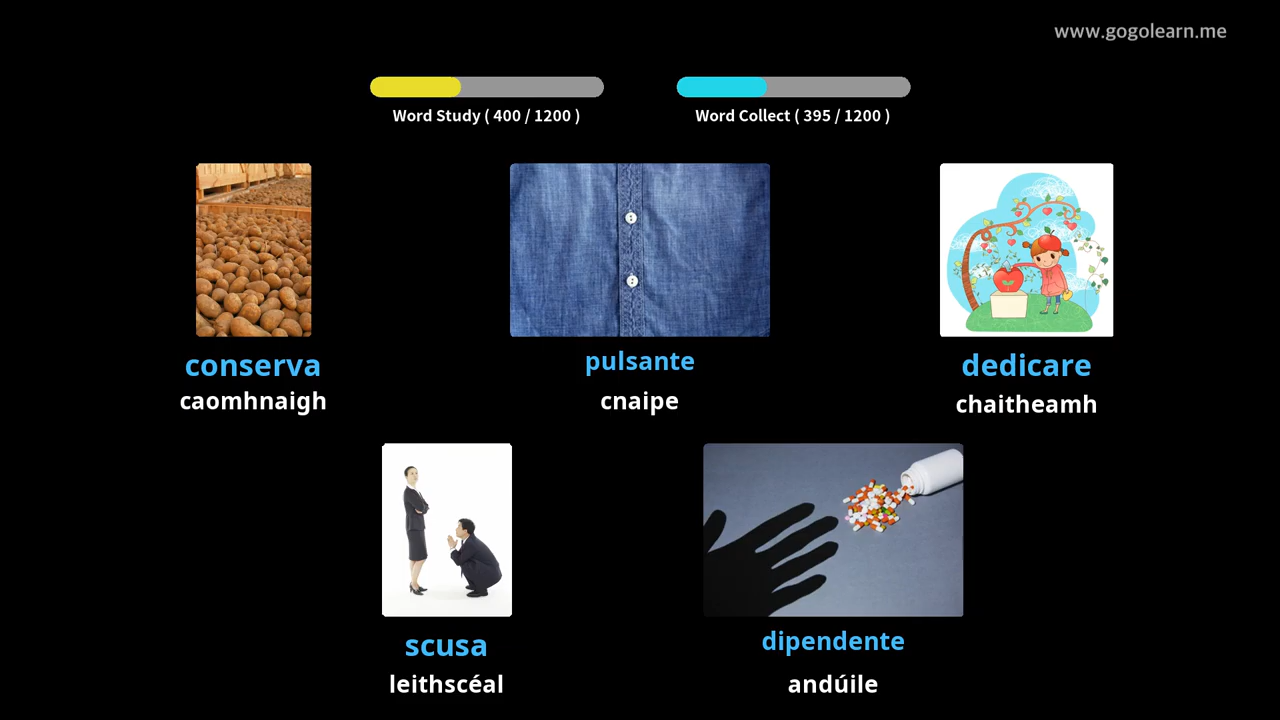 www.gogolearn.me
Word Study ( 400 / 1200 )
Word Collect ( 395 / 1200 )
conserva
caomhnaigh
pulsante
cnaipe
dedicare
chaitheamh
scusa
leithscéal
dipendente
andúile